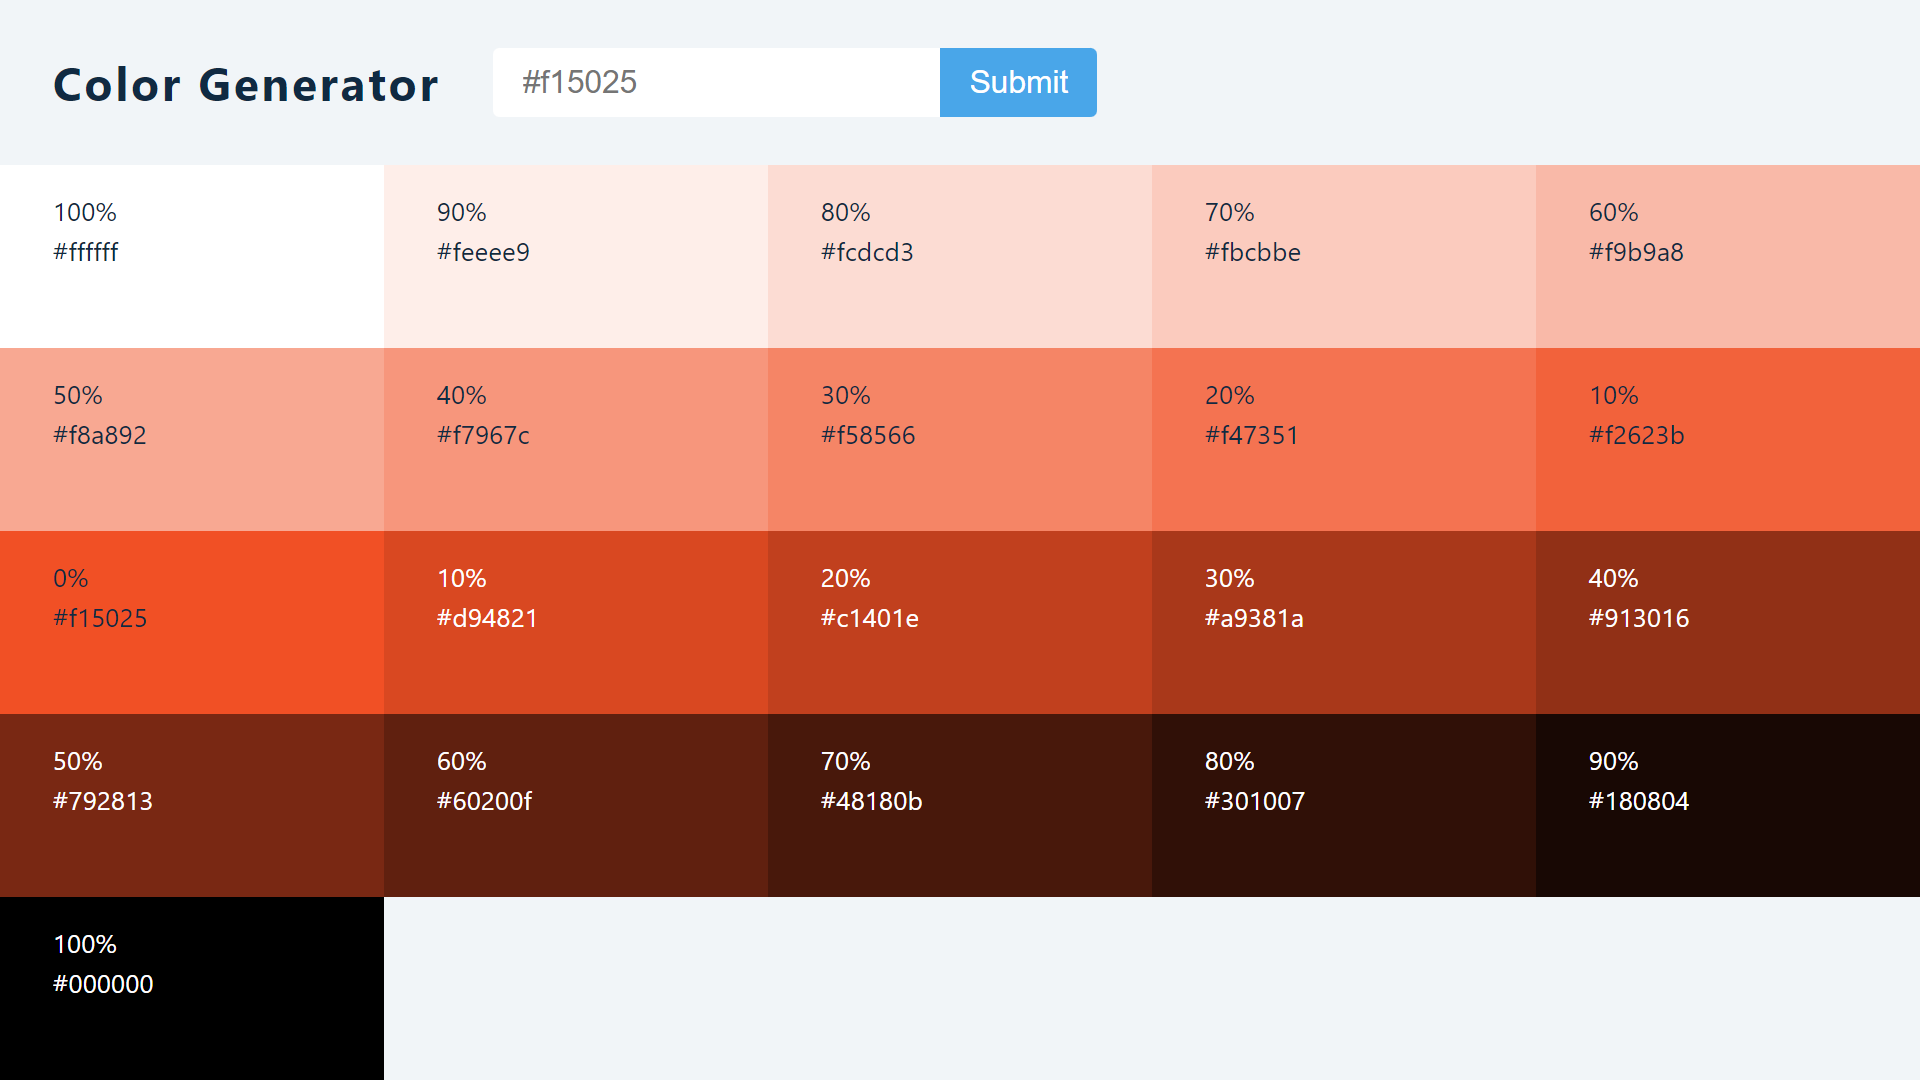 Color Generator
#f15025
Submit
100%
#ffffff
90%
#feeee9
80%
#fcdcd3
70%
#fbcbbe
60%
#f9b9a8
50%
#f8a892
40%
#f7967c
30%
#f58566
20%
#f47351
10%
#f2623b
0%
#f15025
10%
#d94821
20%
#c1401e
30%
#a9381a
40%
#913016
50%
#792813
60%
#60200f
70%
#48180b
80%
#301007
90%
#180804
100%
#000000